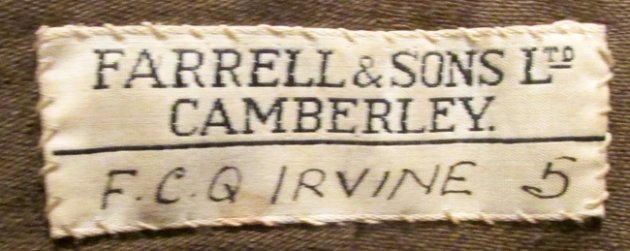 FARRELL & SONS LTD
CAMBERLEY.
F.C.Q IRVINE 5